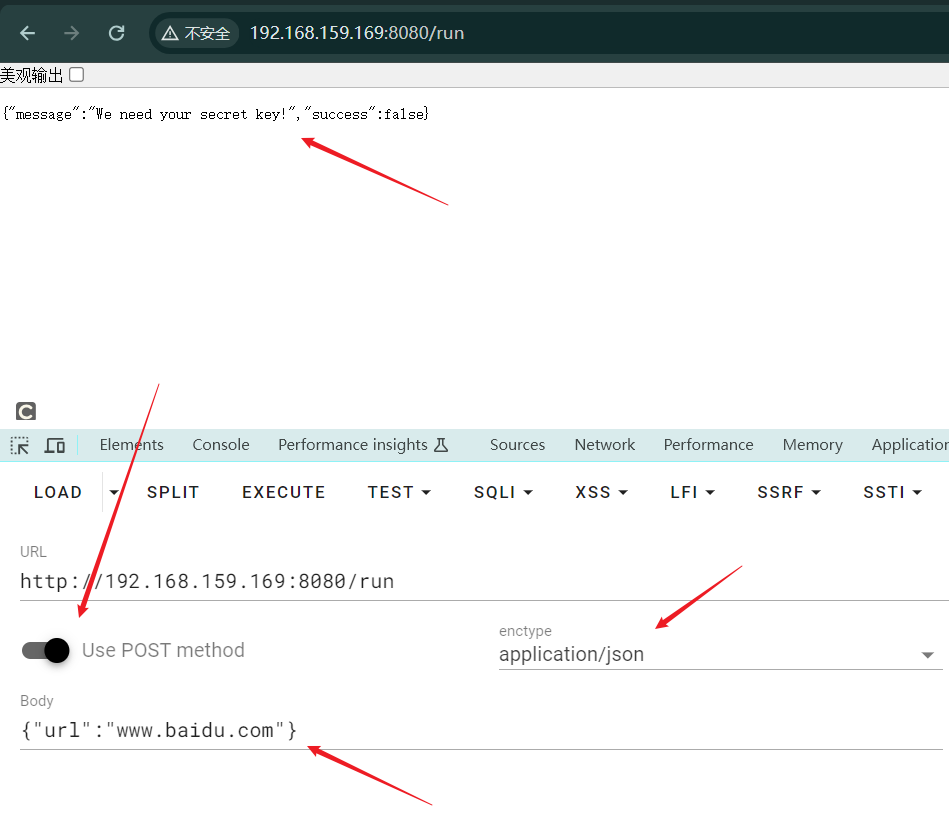 不安全 192.168.159.169:8080/run
美观输出
{"message":"We need your secret key!","success":false}
C
Elements Console Performance insights Sources Network Performance Memory Application
LOAD SPLIT EXECUTE TEST SQLI XSS LFI SSRF SSTI
URL
http://192.168.159.169:8080/run
Use POST method
enctype
application/json
Body
{"url":"www.baidu.com"}